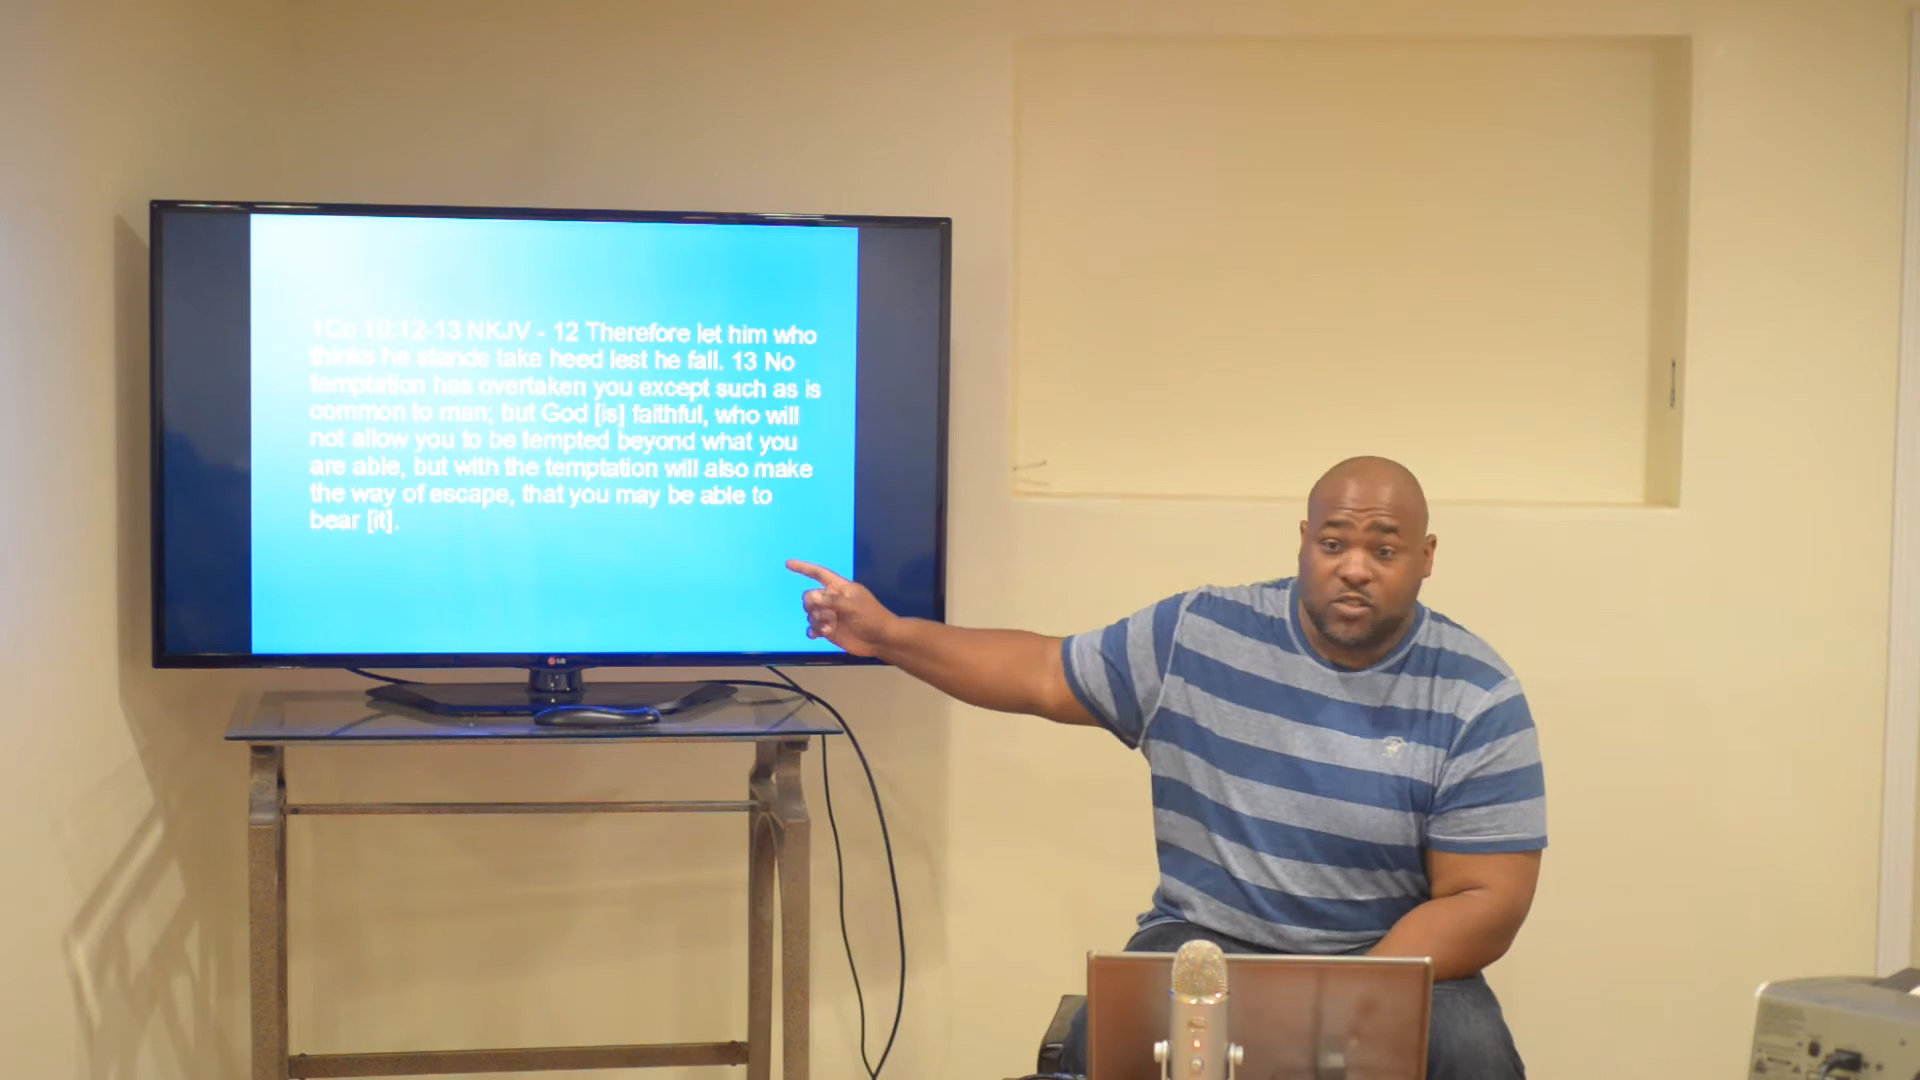 1Co 10:12-13 NKJV - 12 Therefore let him who
thinks he stands take heed lest he fall. 13 No
temptation has overtaken you except such as is
common to man; but God [is] faithful, who will
not allow you to be tempted beyond what you
are able, but with the temptation will also make
the way of escape, that you may be able to
bear [it].
LG